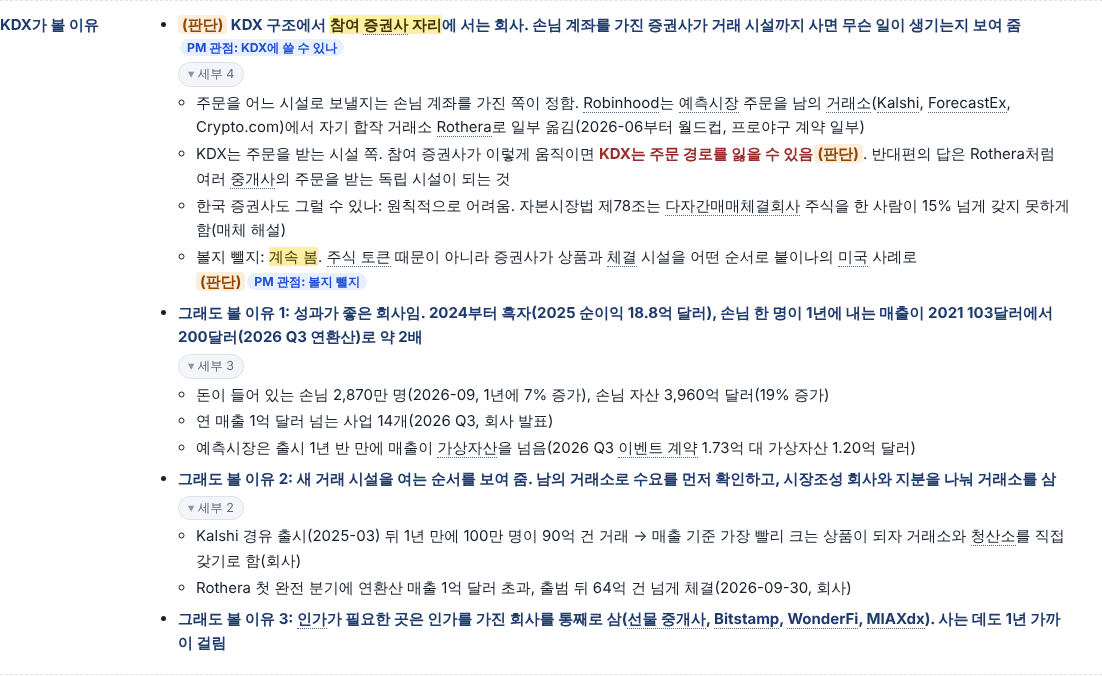 KDX가 볼 이유
(판단) KDX 구조에서 참여 증권사 자리에 서는 회사. 손님 계좌를 가진 증권사가 거래 시설까지 사면 무슨 일이 생기는지 보여 줌
PM 관점: KDX에 쓸 수 있나
▾ 세부 4
주문을 어느 시설로 보낼지는 손님 계좌를 가진 쪽이 정함. Robinhood는 예측시장 주문을 남의 거래소(Kalshi, ForecastEx,
Crypto.com)에서 자기 합작 거래소 Rothera로 일부 옮김(2026-06부터 월드컵, 프로야구 계약 일부)
KDX는 주문을 받는 시설 쪽. 참여 증권사가 이렇게 움직이면 KDX는 주문 경로를 잃을 수 있음 (판단). 반대편의 답은 Rothera처럼
여러 중개사의 주문을 받는 독립 시설이 되는 것
한국 증권사도 그럴 수 있나: 원칙적으로 어려움. 자본시장법 제78조는 다자간매매체결회사 주식을 한 사람이 15% 넘게 갖지 못하게
함(매체 해설)
볼지 뺄지: 계속 봄. 주식 토큰 때문이 아니라 증권사가 상품과 체결 시설을 어떤 순서로 붙이나의 미국 사례로
(판단) PM 관점: 볼지 뺄지
그래도 볼 이유 1: 성과가 좋은 회사임. 2024부터 흑자(2025 순이익 18.8억 달러), 손님 한 명이 1년에 내는 매출이 2021 103달러에서
200달러(2026 Q3 연환산)로 약 2배
▾ 세부 3
돈이 들어 있는 손님 2,870만 명(2026-09, 1년에 7% 증가), 손님 자산 3,960억 달러(19% 증가)
연 매출 1억 달러 넘는 사업 14개(2026 Q3, 회사 발표)
예측시장은 출시 1년 반 만에 매출이 가상자산을 넘음(2026 Q3 이벤트 계약 1.73억 대 가상자산 1.20억 달러)
그래도 볼 이유 2: 새 거래 시설을 여는 순서를 보여 줌. 남의 거래소로 수요를 먼저 확인하고, 시장조성 회사와 지분을 나눠 거래소를 삼
▾ 세부 2
Kalshi 경유 출시(2025-03) 뒤 1년 만에 100만 명이 90억 건 거래 → 매출 기준 가장 빨리 크는 상품이 되자 거래소와 청산소를 직접
갖기로 함(회사)
Rothera 첫 완전 분기에 연환산 매출 1억 달러 초과, 출범 뒤 64억 건 넘게 체결(2026-09-30, 회사)
그래도 볼 이유 3: 인가가 필요한 곳은 인가를 가진 회사를 통째로 삼(선물 중개사, Bitstamp, WonderFi, MIAXdx). 사는 데도 1년 가까
이 걸림